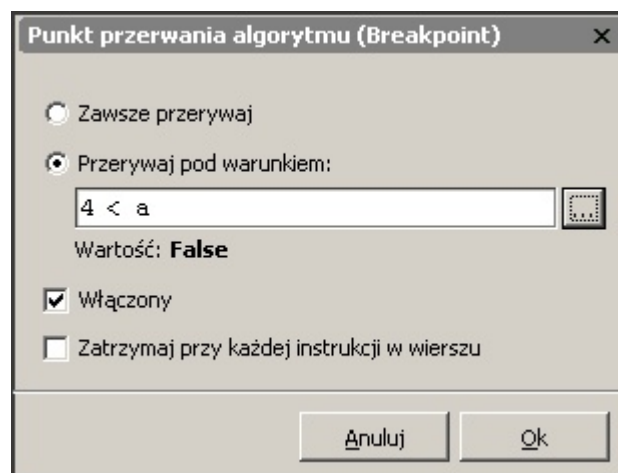 Punkt przerwania algorytmu (Breakpoint)
Zawsze przerywaj
Przerywaj pod warunkiem:
4 < a
...
Wartość: False
Włączony
Zatrzymaj przy każdej instrukcji w wierszu
Anuluj
Ok